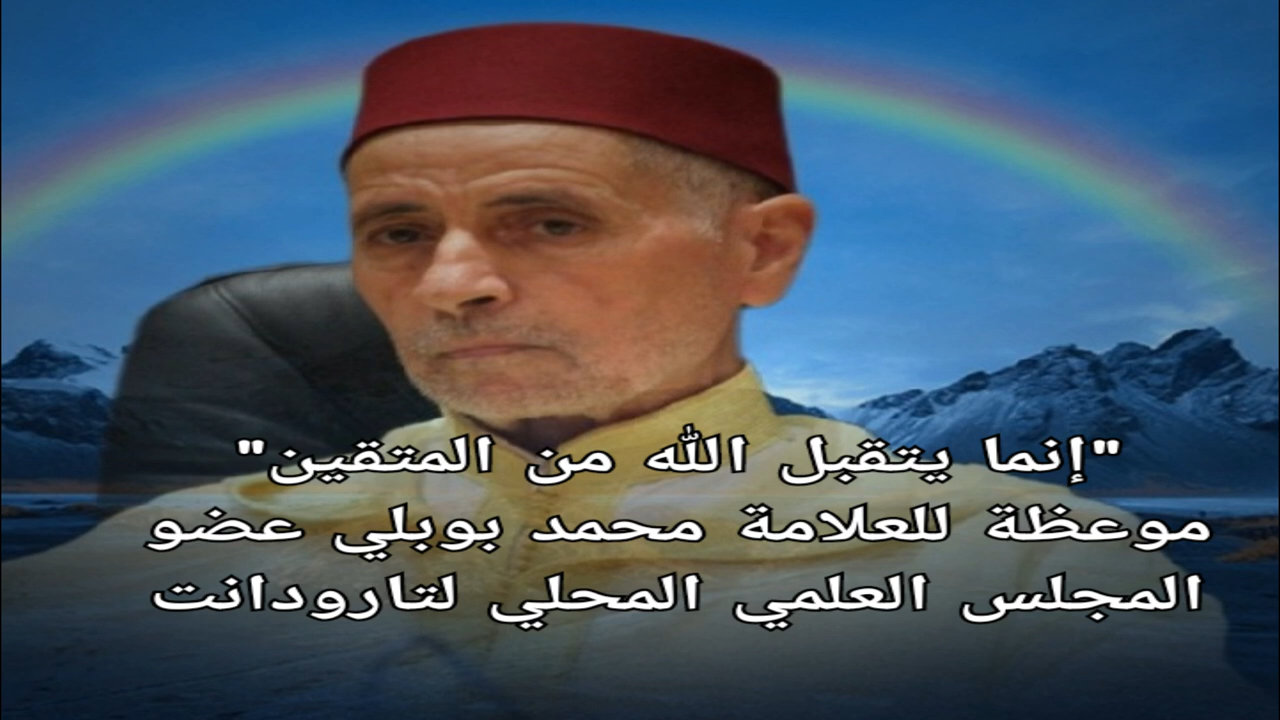 "إنما يتقبل الله من المتقين"
موعظة للعلامة محمد بوبلي عضو
المجلس العلمي المحلي لتارودانت